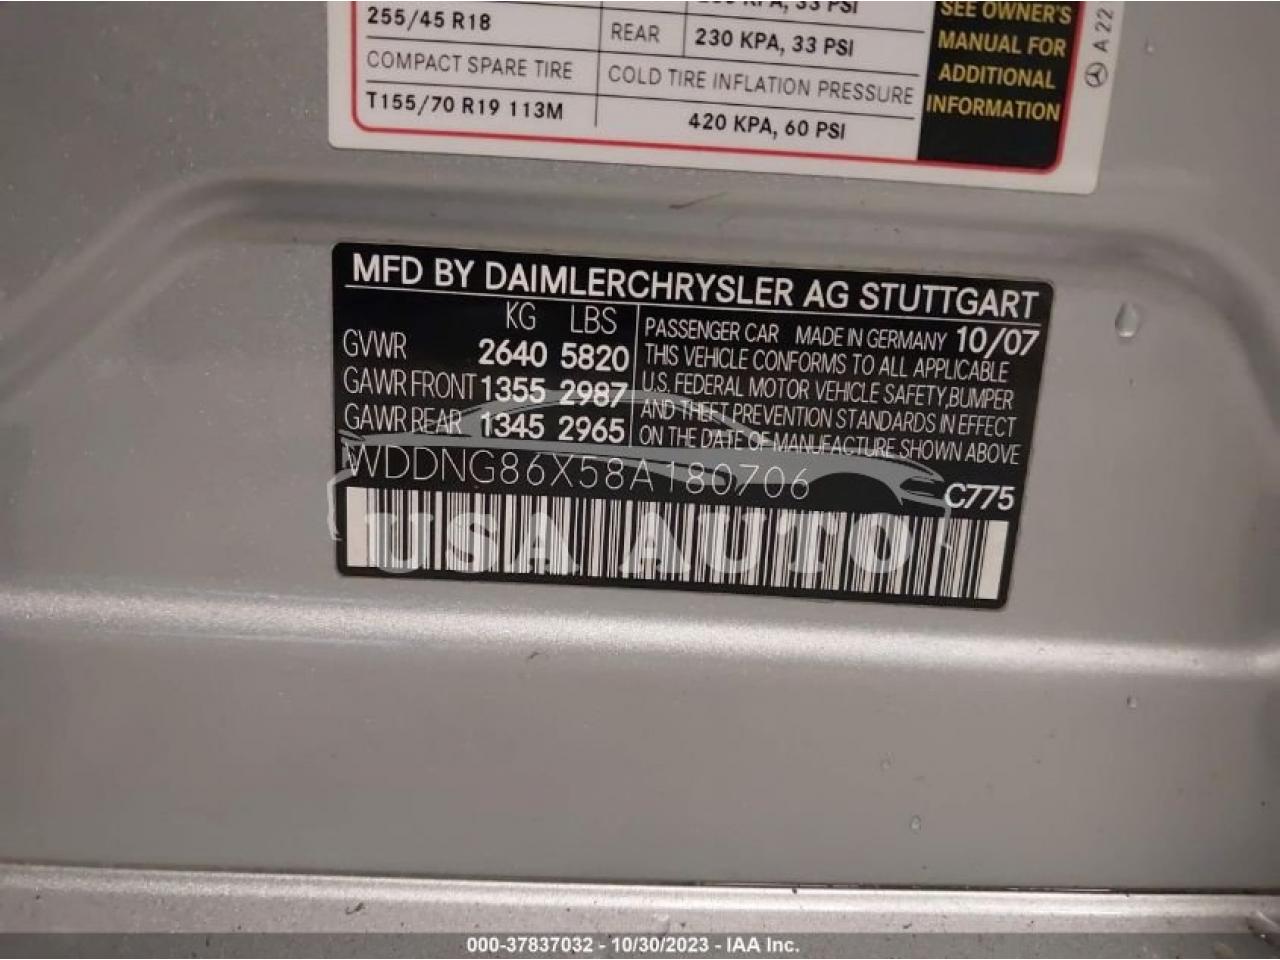 255/45 R18
REAR 230 KPA, 33 PSI
COMPACT SPARE TIRE COLD TIRE INFLATION PRESSURE
T155/70 R19 113M 420 KPA, 60 PSI
SEE OWNER'S
MANUAL FOR
ADDITIONAL
INFORMATION
A 22
MFD BY DAIMLERCHRYSLER AG STUTTGART
KG LBS
GVWR 2640 5820
GAWR FRONT 1355 2987
GAWR REAR 1345 2965
PASSENGER CAR MADE IN GERMANY 10/07
THIS VEHICLE CONFORMS TO ALL APPLICABLE
U.S. FEDERAL MOTOR VEHICLE SAFETY, BUMPER
AND THEFT PREVENTION STANDARDS IN EFFECT
ON THE DATE OF MANUFACTURE SHOWN ABOVE
WDDNG86X58A180706
C775
USA AUTO
000-37837032 - 10/30/2023 - IAA Inc.